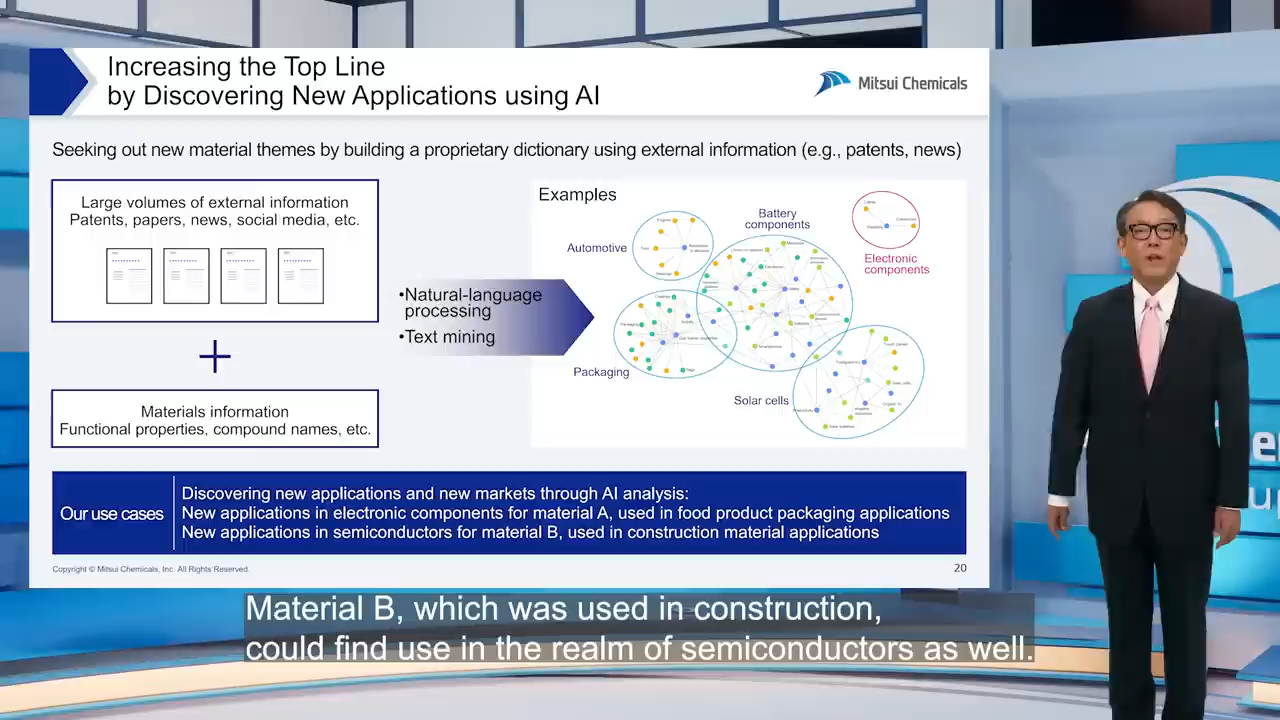 Increasing the Top Line
by Discovering New Applications using AI
Mitsui Chemicals
Seeking out new material themes by building a proprietary dictionary using external information (e.g., patents, news)
Large volumes of external information
Patents, papers, news, social media, etc.
+
Materials information
Functional properties, compound names, etc.
•Natural-language
processing
•Text mining
Examples
Automotive
Battery
components
Electronic
components
Packaging
Solar cells
Our use cases
Discovering new applications and new markets through AI analysis:
New applications in electronic components for material A, used in food product packaging applications
New applications in semiconductors for material B, used in construction material applications
Copyright © Mitsui Chemicals, Inc. All Rights Reserved.
20
Material B, which was used in construction,
could find use in the realm of semiconductors as well.